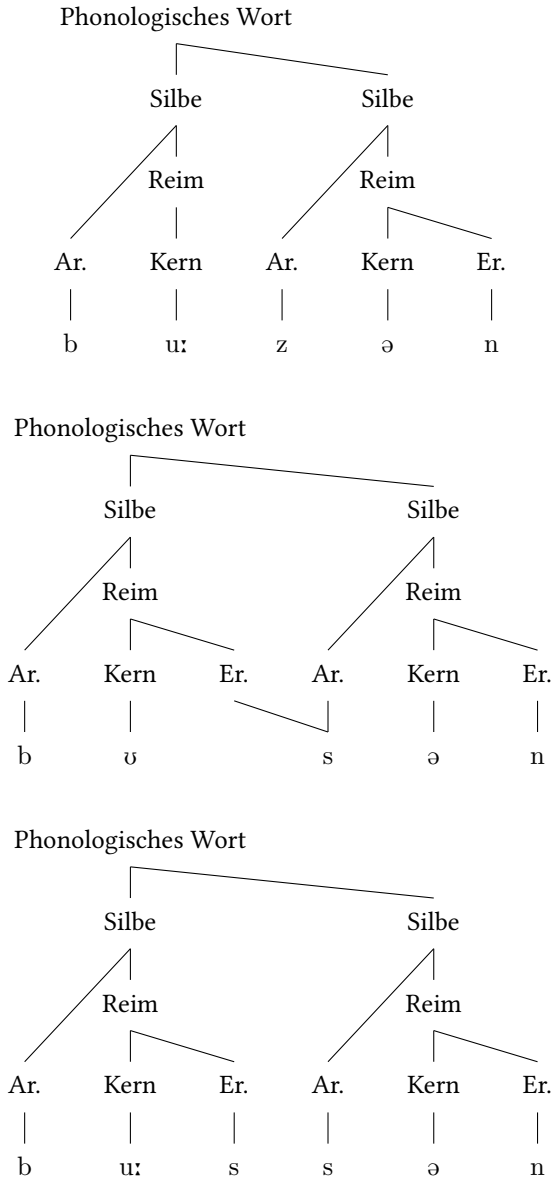 Phonologisches Wort
Silbe Silbe
Reim Reim
Ar. Kern Ar. Kern Er.
b uː z ə n
Phonologisches Wort
Silbe Silbe
Reim Reim
Ar. Kern Er. Ar. Kern Er.
b ʊ s ə n
Phonologisches Wort
Silbe Silbe
Reim Reim
Ar. Kern Er. Ar. Kern Er.
b uː s s ə n